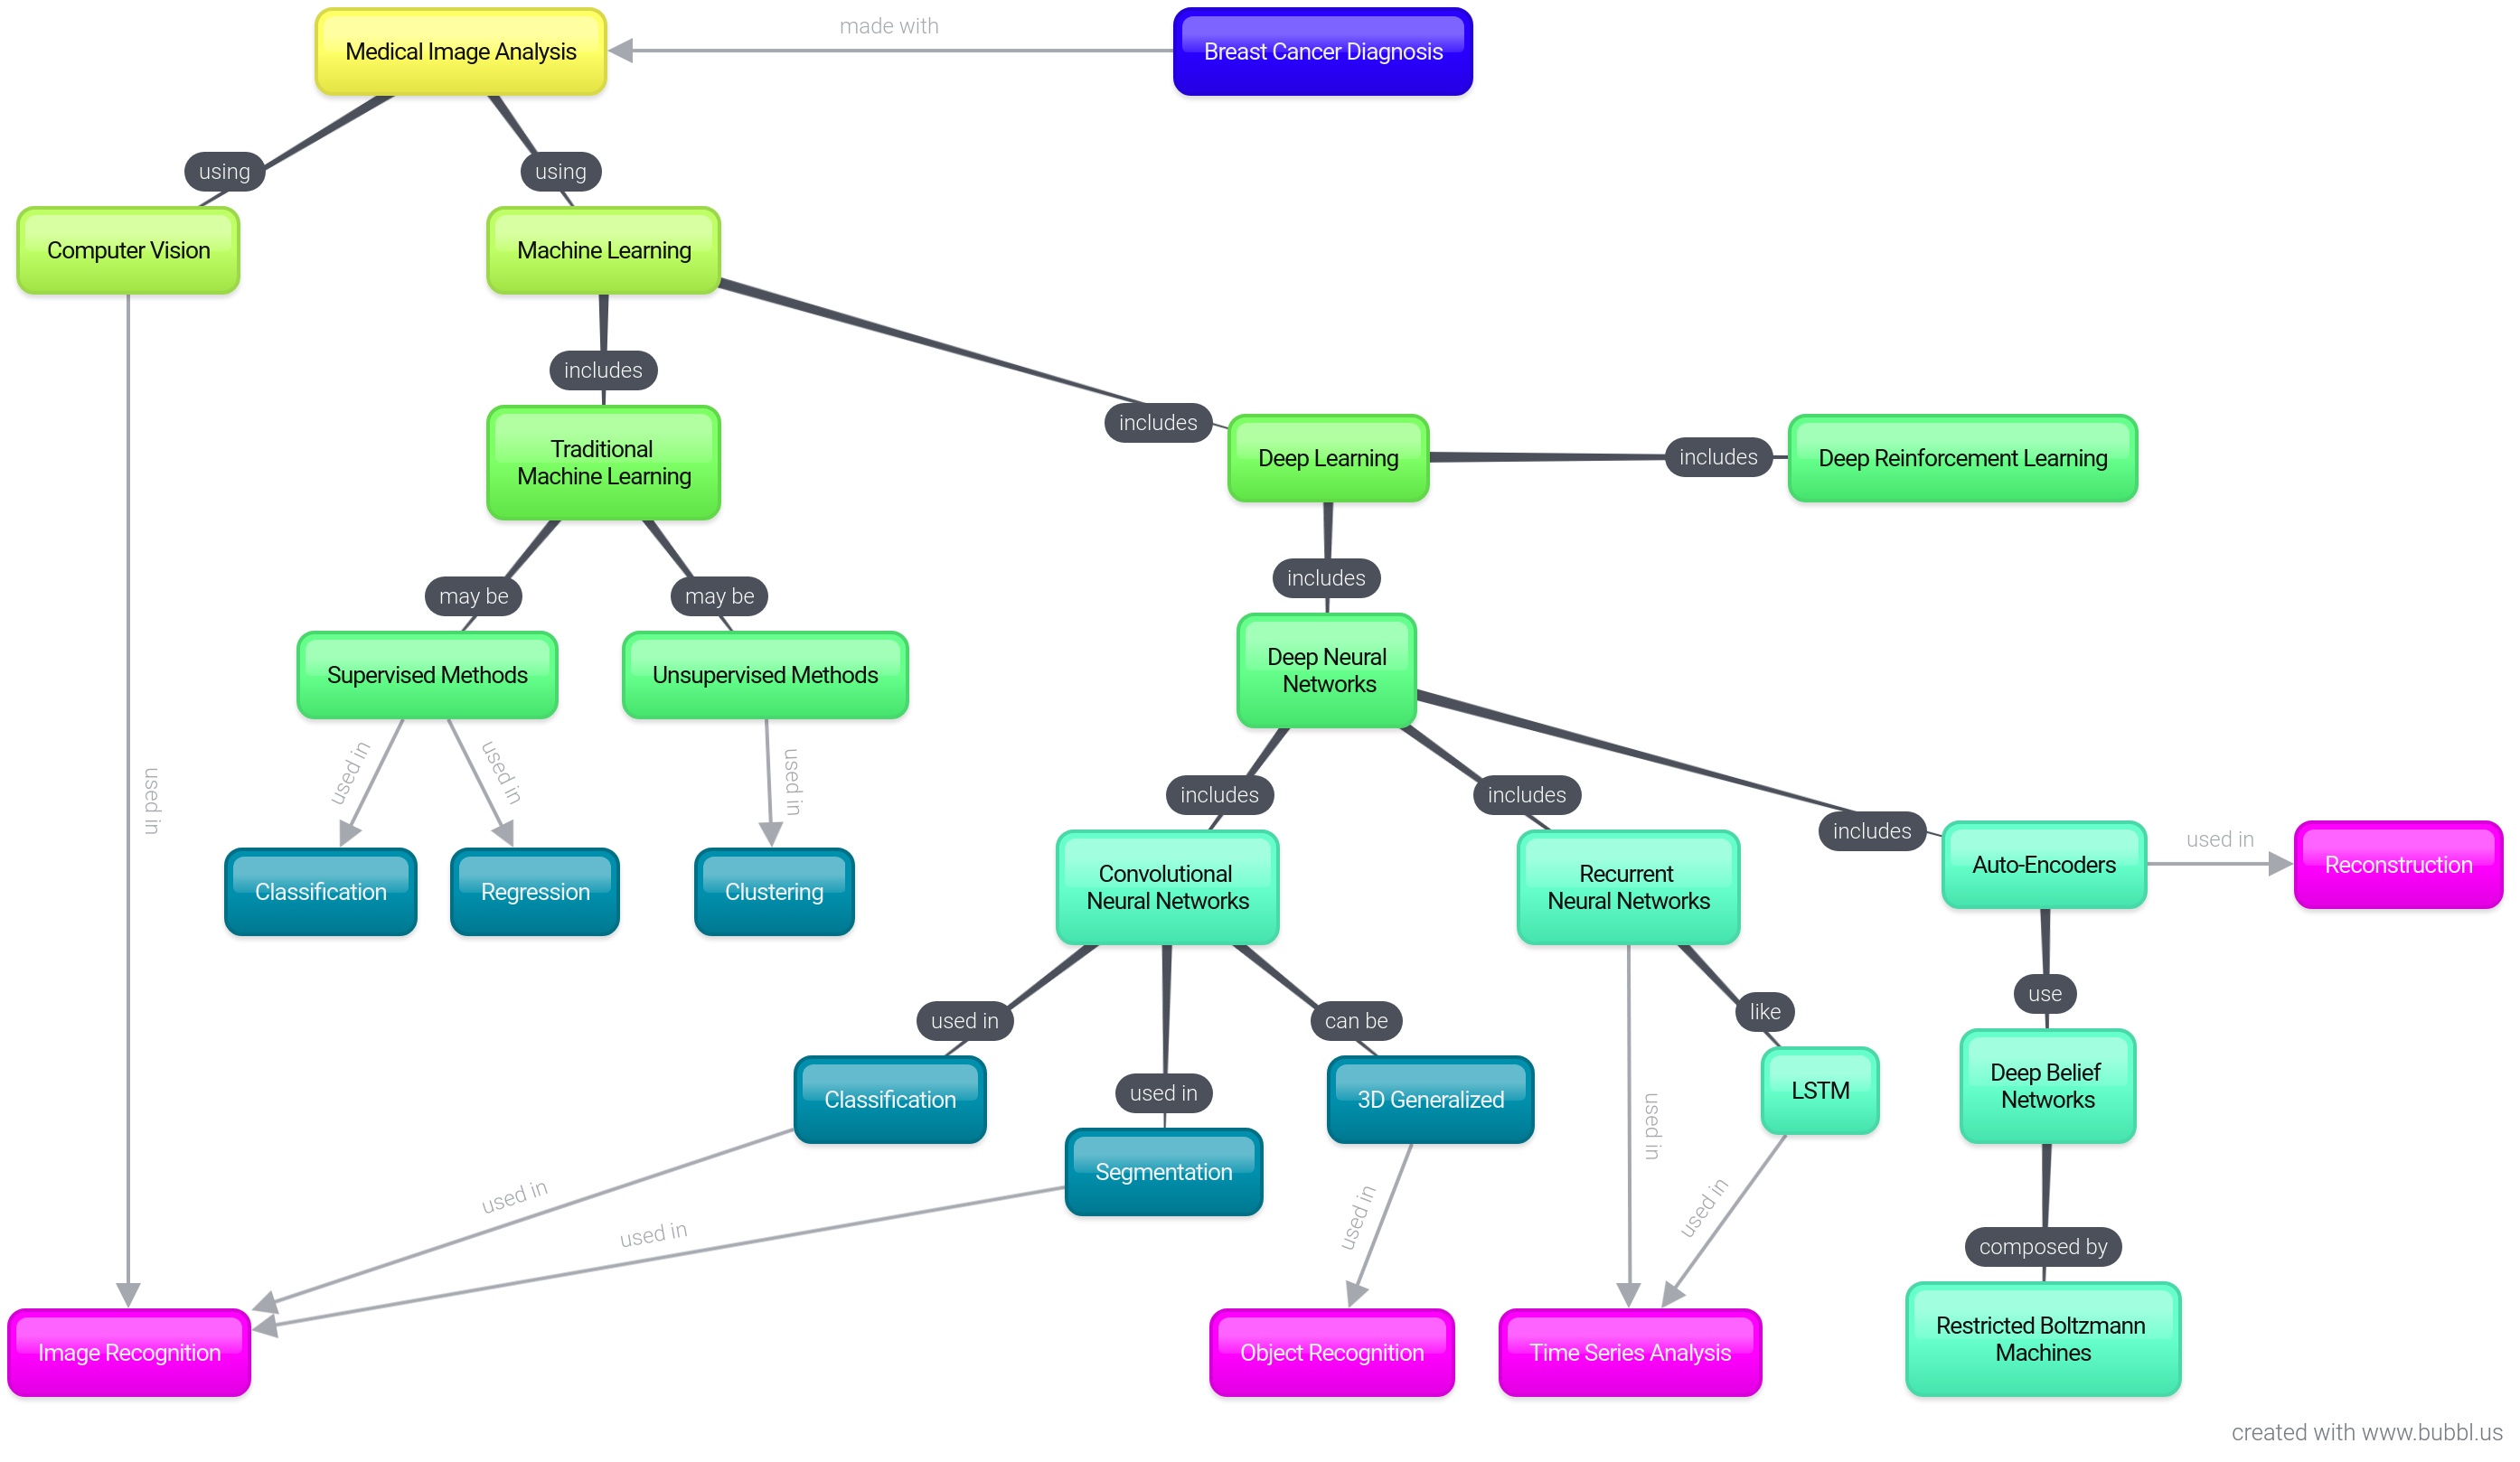 made with
Medical Image Analysis
Breast Cancer Diagnosis
using
using
Computer Vision
Machine Learning
includes
includes
Traditional
Machine Learning
Deep Learning
includes
Deep Reinforcement Learning
includes
may be
may be
Supervised Methods
Unsupervised Methods
Deep Neural
Networks
used in
used in
used in
used in
includes
includes
includes
used in
Classification
Regression
Clustering
Convolutional
Neural Networks
Recurrent
Neural Networks
Auto-Encoders
Reconstruction
used in
used in
can be
like
use
Classification
Segmentation
3D Generalized
LSTM
Deep Belief
Networks
used in
used in
used in
used in
used in
composed by
Image Recognition
Object Recognition
Time Series Analysis
Restricted Boltzmann
Machines
created with www.bubbl.us